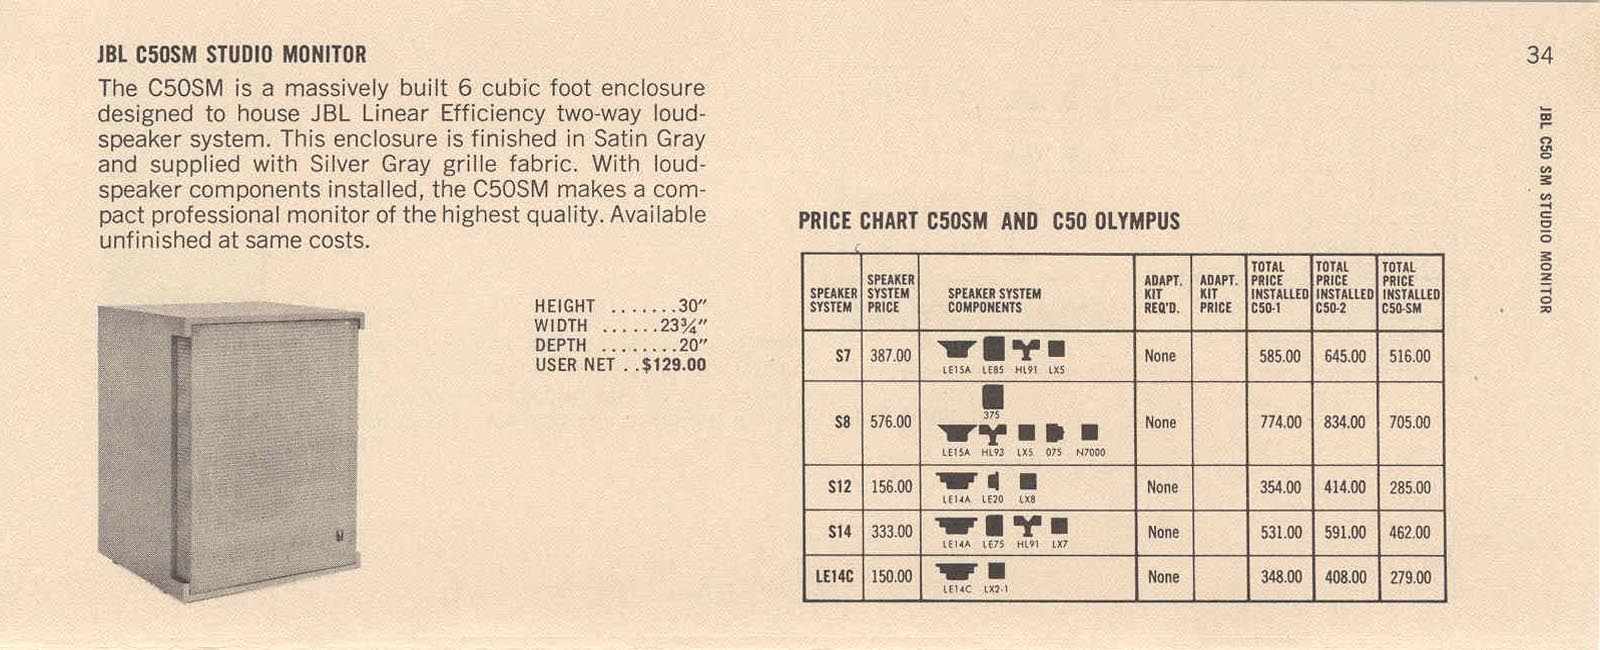 JBL C50SM STUDIO MONITOR
The C50SM is a massively built 6 cubic foot enclosure
designed to house JBL Linear Efficiency two-way loud-
speaker system. This enclosure is finished in Satin Gray
and supplied with Silver Gray grille fabric. With loud-
speaker components installed, the C50SM makes a com-
pact professional monitor of the highest quality. Available
unfinished at same costs.
HEIGHT .......30″
WIDTH ......23¾″
DEPTH ........20″
USER NET ..$129.00
34
JBL C50 SM STUDIO MONITOR
PRICE CHART C50SM AND C50 OLYMPUS
SPEAKER SYSTEM | SPEAKER SYSTEM PRICE | SPEAKER SYSTEM COMPONENTS | ADAPT. KIT REQ'D. | ADAPT. KIT PRICE | TOTAL PRICE INSTALLED C50-1 | TOTAL PRICE INSTALLED C50-2 | TOTAL PRICE INSTALLED C50-SM
S7 387.00 LE15A LE85 HL91 LX5 None 585.00 645.00 516.00
375
S8 576.00 LE15A HL93 LX5 075 N7000 None 774.00 834.00 705.00
S12 156.00 LE14A LE20 LX8 None 354.00 414.00 285.00
S14 333.00 LE14A LE75 HL91 LX7 None 531.00 591.00 462.00
LE14C 150.00 LE14C LX2-1 None 348.00 408.00 279.00